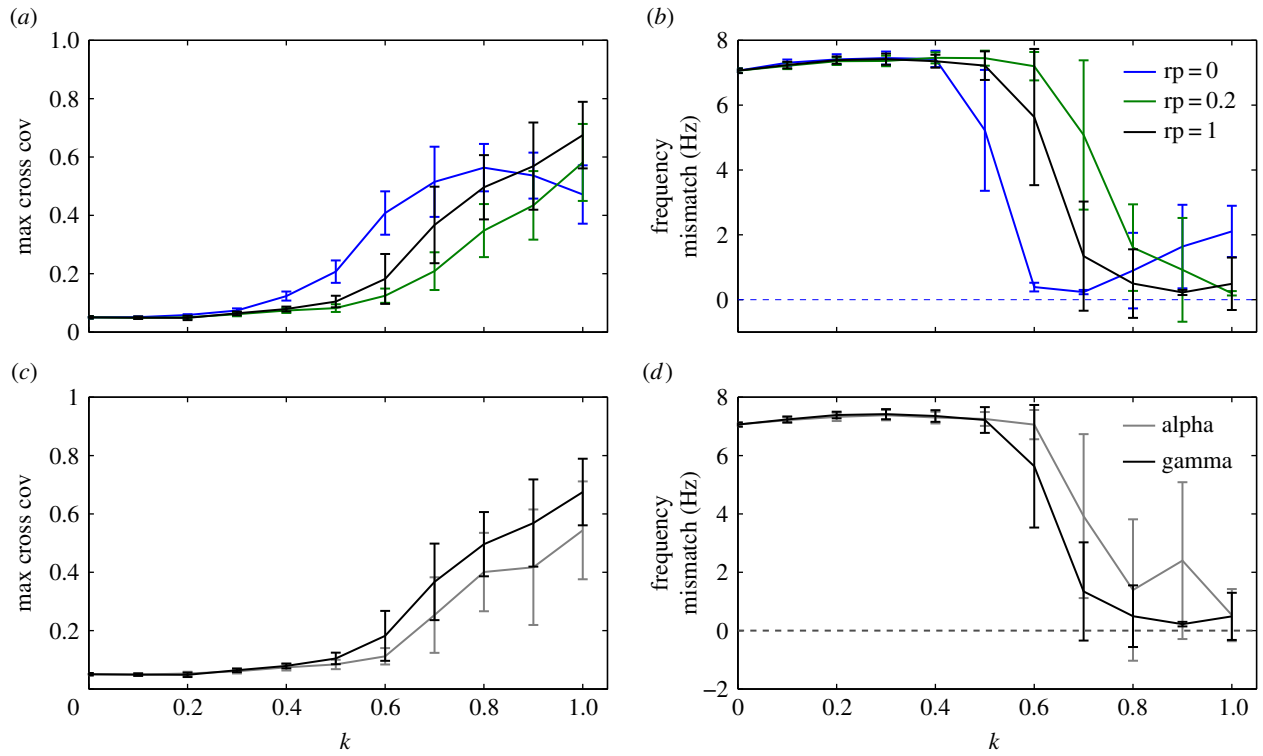 (a)
(b)
1.0
0.8
0.6
0.4
0.2
0
max cross cov
8
6
4
2
0
frequency
mismatch (Hz)
rp = 0
rp = 0.2
rp = 1
(c)
(d)
1
0.8
0.6
0.4
0.2
max cross cov
0
0.2
0.4
0.6
0.8
1.0
k
8
6
4
2
0
−2
frequency
mismatch (Hz)
alpha
gamma
0
0.2
0.4
0.6
0.8
1.0
k